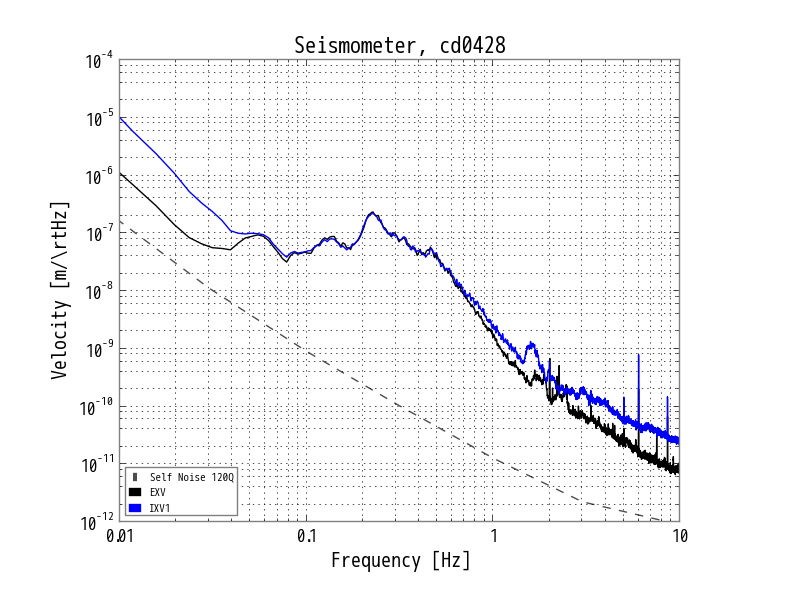 Seismometer, cd0428
10^-4
10^-5
10^-6
10^-7
10^-8
10^-9
10^-10
10^-11
10^-12
Velocity [m/\rtHz]
Self Noise 120Q
EXV
IXV1
0.01 0.1 1 10
Frequency [Hz]